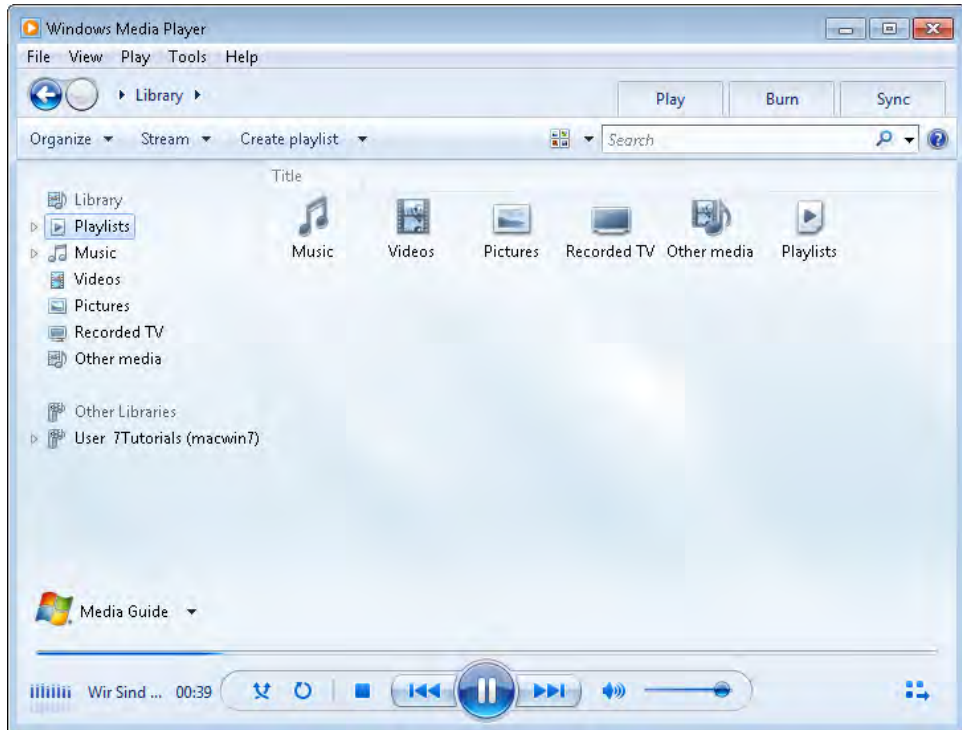 Windows Media Player
File View Play Tools Help
Library
Play Burn Sync
Organize Stream Create playlist Search
Title
Library
Playlists
Music
Videos
Pictures
Recorded TV
Other media
Other Libraries
User 7Tutorials (macwin7)
Music Videos Pictures Recorded TV Other media Playlists
Media Guide
Wir Sind ... 00:39